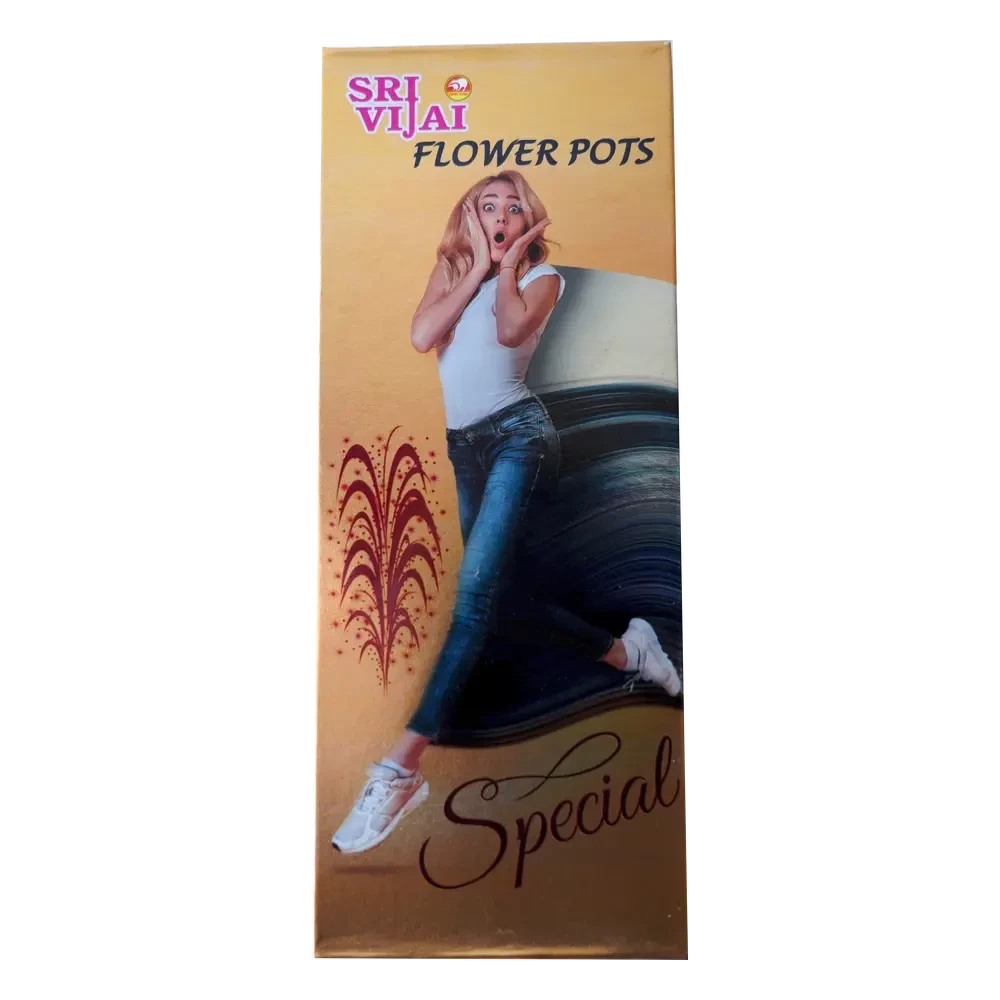 SRI
VIJAI
FLOWER POTS
Special